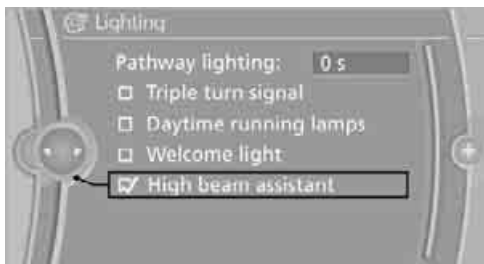 Lighting
Pathway lighting: 0 s
Triple turn signal
Daytime running lamps
Welcome light
High beam assistant